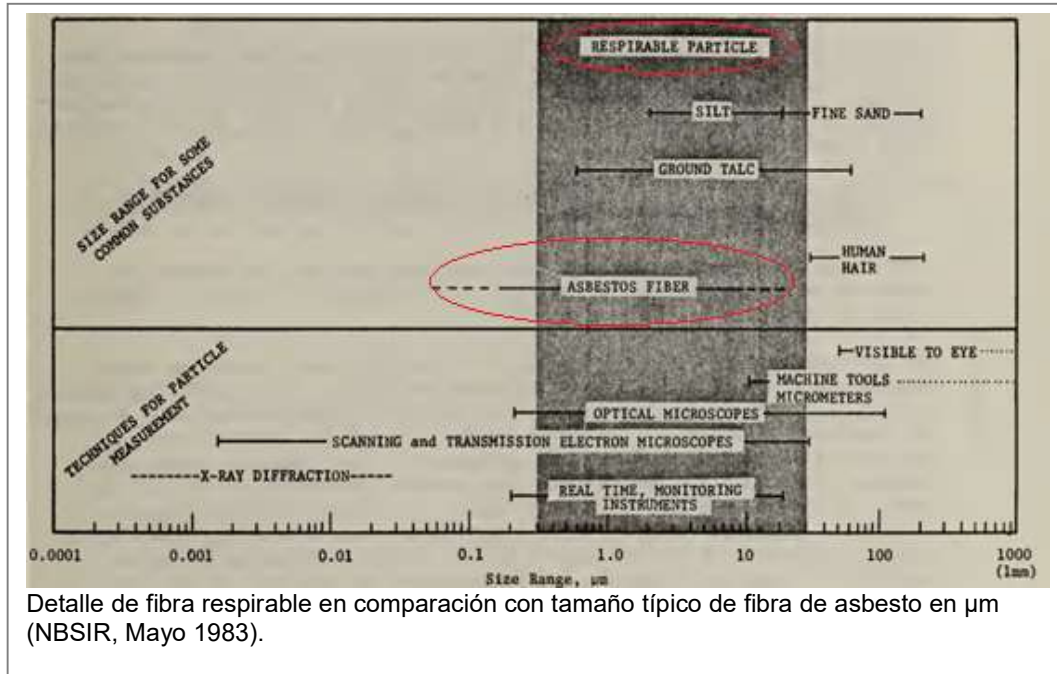 RESPIRABLE PARTICLE
SILT
FINE SAND
GROUND TALC
SIZE RANGE FOR SOME
COMMON SUBSTANCES
HUMAN
HAIR
ASBESTOS FIBER
VISIBLE TO EYE
MACHINE TOOLS
MICROMETERS
TECHNIQUES FOR PARTICLE
MEASUREMENT
OPTICAL MICROSCOPES
SCANNING and TRANSMISSION ELECTRON MICROSCOPES
X-RAY DIFFRACTION
REAL TIME, MONITORING
INSTRUMENTS
0.0001 0.001 0.01 0.1 1.0 10 100 1000
(1mm)
Size Range, µm
Detalle de fibra respirable en comparación con tamaño típico de fibra de asbesto en µm
(NBSIR, Mayo 1983).